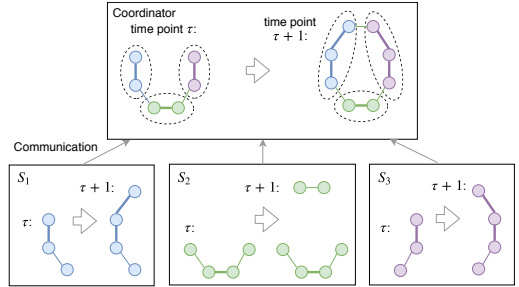 Coordinator
time point τ:
time point
τ + 1:
Communication
S₁
τ + 1:
τ:
S₂
τ + 1:
τ:
S₃
τ + 1:
τ: